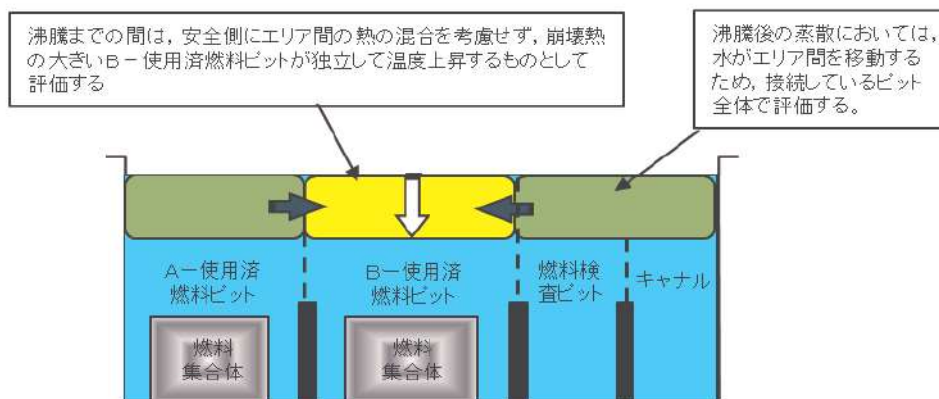 沸騰までの間は，安全側にエリア間の熱の混合を考慮せず，崩壊熱
の大きいＢ－使用済燃料ピットが独立して温度上昇するものとして
評価する
沸騰後の蒸散においては，
水がエリア間を移動する
ため，接続しているピット
全体で評価する。
Ａ－使用済
燃料ピット
Ｂ－使用済
燃料ピット
燃料検
査ピット
キャナル
燃料
集合体
燃料
集合体